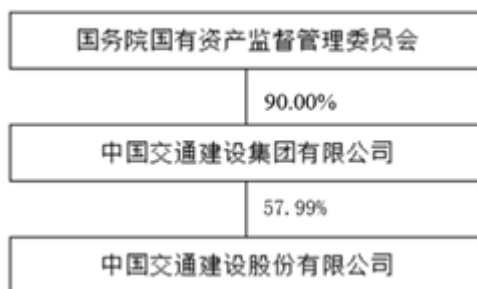 国务院国有资产监督管理委员会
90.00%
中国交通建设集团有限公司
57.99%
中国交通建设股份有限公司